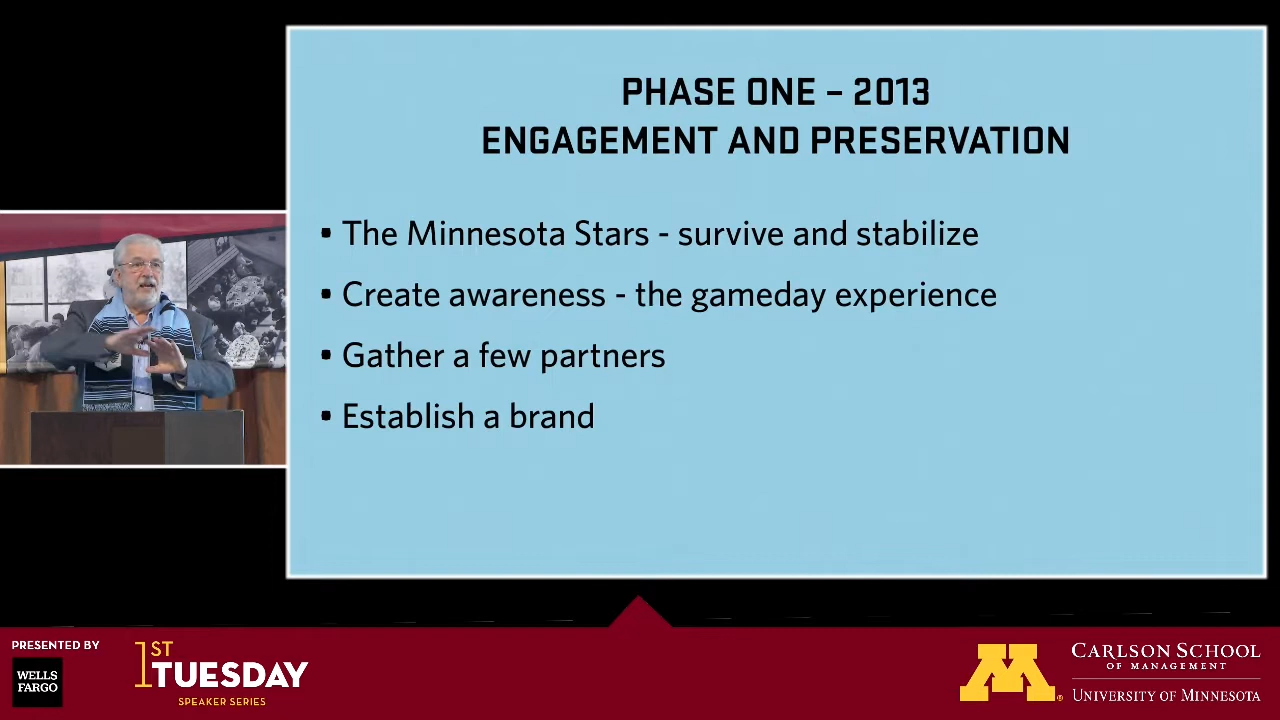 PHASE ONE – 2013
ENGAGEMENT AND PRESERVATION
• The Minnesota Stars - survive and stabilize
• Create awareness - the gameday experience
• Gather a few partners
• Establish a brand
PRESENTED BY
WELLS
FARGO
1ST
TUESDAY
SPEAKER SERIES
M
CARLSON SCHOOL
OF MANAGEMENT
UNIVERSITY OF MINNESOTA